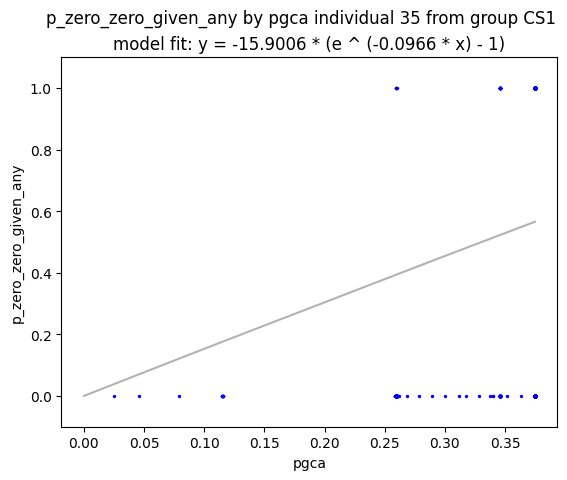 p_zero_zero_given_any by pgca individual 35 from group CS1
model fit: y = -15.9006 * (e ^ (-0.0966 * x) - 1)
1.0
0.8
0.6
0.4
0.2
0.0
p_zero_zero_given_any
0.00 0.05 0.10 0.15 0.20 0.25 0.30 0.35
pgca